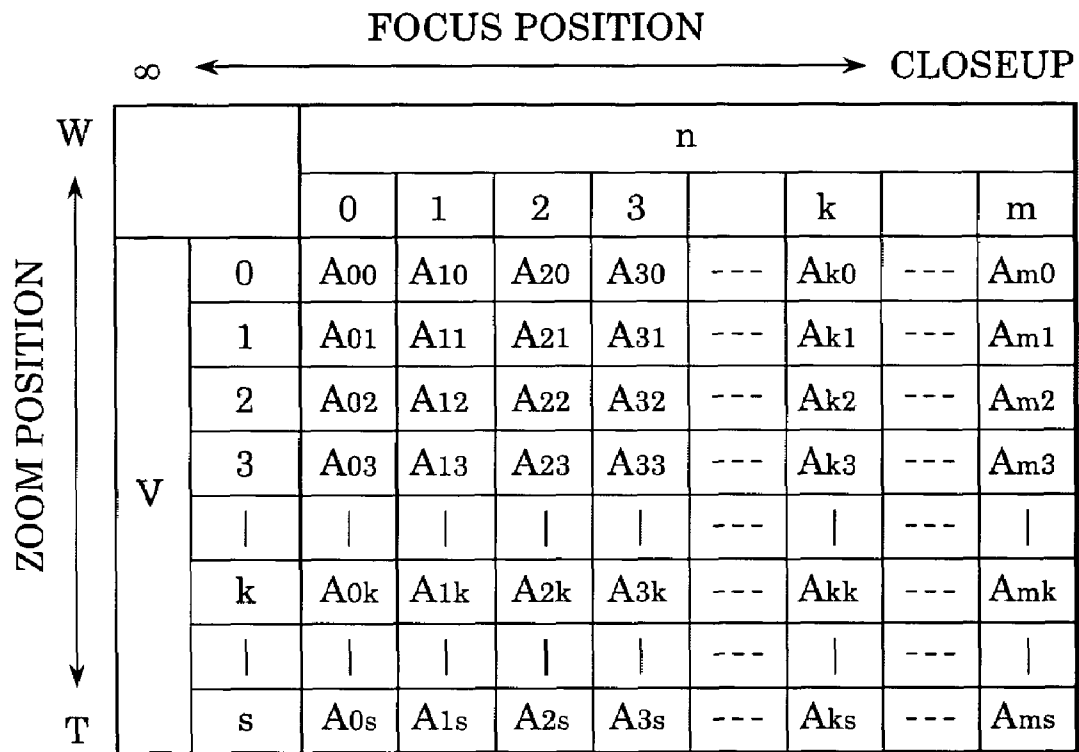 FOCUS POSITION
∞ CLOSEUP
W n
0 1 2 3 k m
0 A00 A10 A20 A30 --- Ak0 --- Am0
1 A01 A11 A21 A31 --- Ak1 --- Am1
2 A02 A12 A22 A32 --- Ak2 --- Am2
3 A03 A13 A23 A33 --- Ak3 --- Am3
ZOOM POSITION
V
| | | | | --- | --- |
k A0k A1k A2k A3k --- Akk --- Amk
| | | | | --- | --- |
T s A0s A1s A2s A3s --- Aks --- Ams